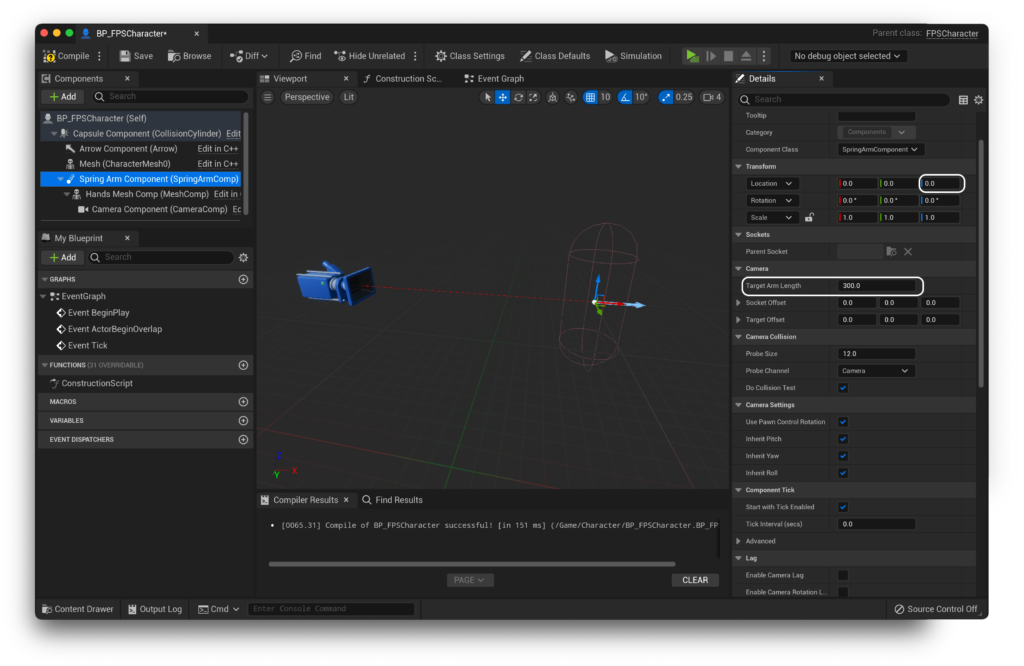 BP_FPSCharacter*
Parent class: FPSCharacter
Compile Save Browse Diff Find Hide Unrelated Class Settings Class Defaults Simulation No debug object selected
Components
+ Add Search
BP_FPSCharacter (Self)
Capsule Component (CollisionCylinder) Edit
Arrow Component (Arrow) Edit in C++
Mesh (CharacterMesh0) Edit in C++
Spring Arm Component (SpringArmComp)
Hands Mesh Comp (MeshComp) Edit in
Camera Component (CameraComp) Ec
My Blueprint
+ Add Search
GRAPHS
EventGraph
Event BeginPlay
Event ActorBeginOverlap
Event Tick
FUNCTIONS (31 OVERRIDABLE)
ConstructionScript
MACROS
VARIABLES
EVENT DISPATCHERS
Viewport Construction Sc... Event Graph
Perspective Lit 10 10° 0.25 4
Z
X
Y
Compiler Results Find Results
[0065.31] Compile of BP_FPSCharacter successful! [in 151 ms] (/Game/Character/BP_FPSCharacter.BP_FP
PAGE CLEAR
Details
Search
Tooltip
Category Components
Component Class SpringArmComponent
Transform
Location 0.0 0.0 0.0
Rotation 0.0 ° 0.0 ° 0.0 °
Scale 1.0 1.0 1.0
Sockets
Parent Socket
Camera
Target Arm Length 300.0
Socket Offset 0.0 0.0 0.0
Target Offset 0.0 0.0 0.0
Camera Collision
Probe Size 12.0
Probe Channel Camera
Do Collision Test
Camera Settings
Use Pawn Control Rotation
Inherit Pitch
Inherit Yaw
Inherit Roll
Component Tick
Start with Tick Enabled
Tick Interval (secs) 0.0
Advanced
Lag
Enable Camera Lag
Enable Camera Rotation L...
Content Drawer Output Log Cmd Enter Console Command Source Control Off